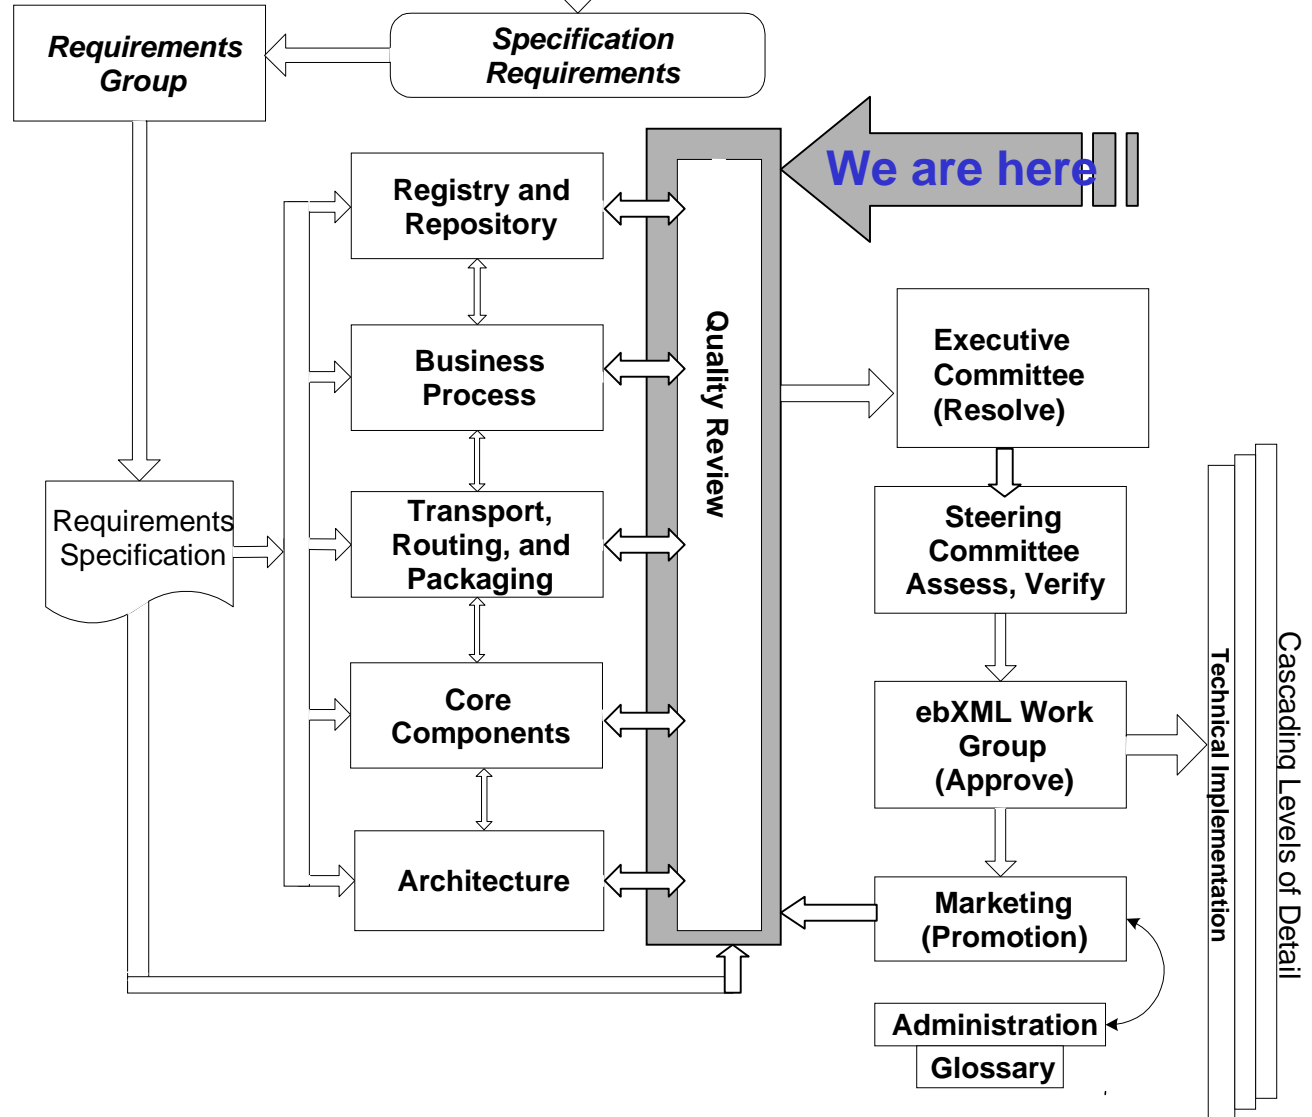 Requirements
Group
Specification
Requirements
We are here
Registry and
Repository
Business
Process
Transport,
Routing, and
Packaging
Core
Components
Architecture
Requirements
Specification
Quality Review
Executive
Committee
(Resolve)
Steering
Committee
Assess, Verify
ebXML Work
Group
(Approve)
Marketing
(Promotion)
Administration
Glossary
Technical Implementation
Cascading Levels of Detail